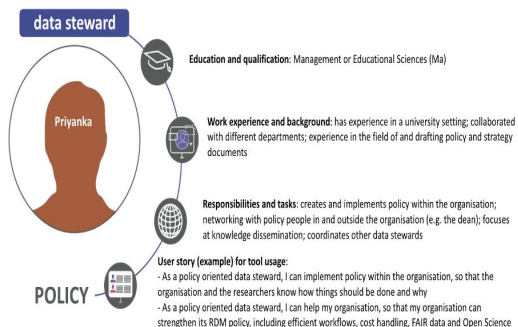 data steward
Education and qualification: Management or Educational Sciences (Ma)
Priyanka
Work experience and background: has experience in a university setting; collaborated
with different departments; experience in the field of and drafting policy and strategy
documents
Responsibilities and tasks: creates and implements policy within the organisation;
networking with policy people in and outside the organisation (e.g. the dean); focuses
at knowledge dissemination; coordinates other data stewards
User story (example) for tool usage:
- As a policy oriented data steward, I can implement policy within the organisation, so that the
organisation and the researchers know how things should be done and why
- As a policy oriented data steward, I can help my organisation, so that my organisation can
strengthen its RDM policy, including efficient workflows, cost handling, FAIR data and Open Science
POLICY